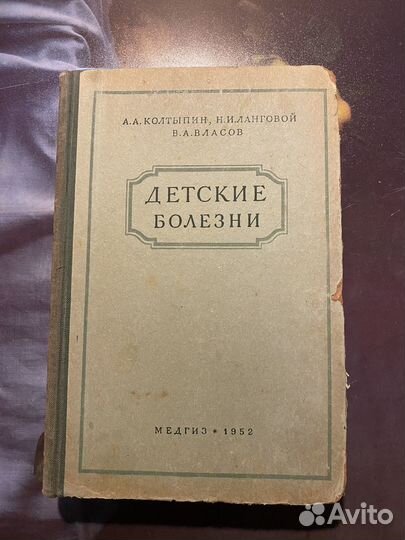 А.А.КОЛТЫПИН, Н.И.ЛАНГОВОЙ
В.А.ВЛАСОВ
ДЕТСКИЕ
БОЛЕЗНИ
МЕДГИЗ • 1952
Avito